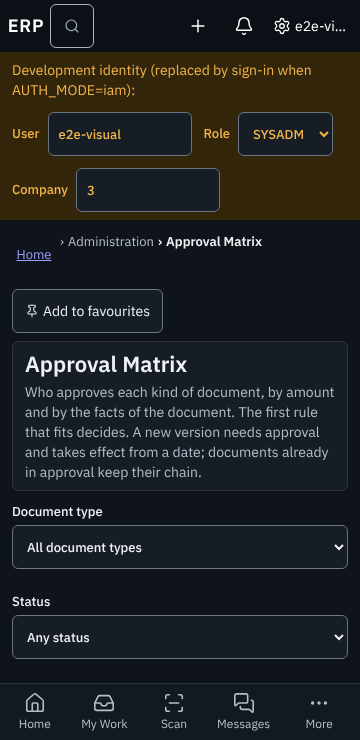 ERP
e2e-vi...
Development identity (replaced by sign-in when
AUTH_MODE=iam):
User e2e-visual Role SYSADM
Company 3
Home › Administration › Approval Matrix
Add to favourites
Approval Matrix
Who approves each kind of document, by amount
and by the facts of the document. The first rule
that fits decides. A new version needs approval
and takes effect from a date; documents already
in approval keep their chain.
Document type
All document types
Status
Any status
Home My Work Scan Messages More